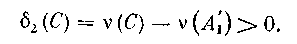 δ₂ (C) = ν (C) — ν (A₁′) > 0.